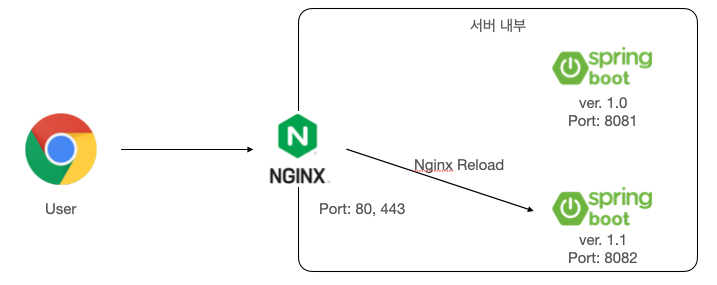 서버 내부
spring
boot
ver. 1.0
Port: 8081
NGINX
User
Port: 80, 443
Nginx Reload
spring
boot
ver. 1.1
Port: 8082